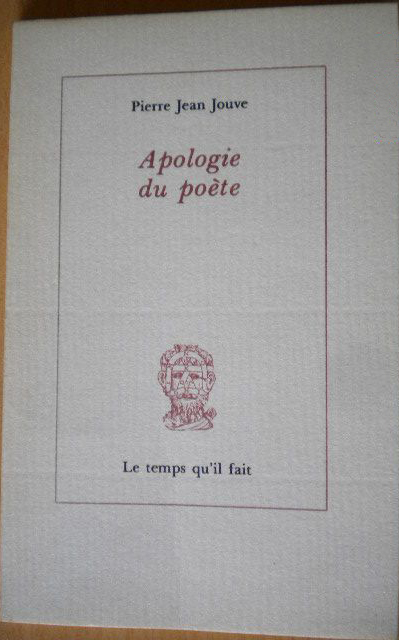 Pierre Jean Jouve
Apologie
du poète
Le temps qu'il fait